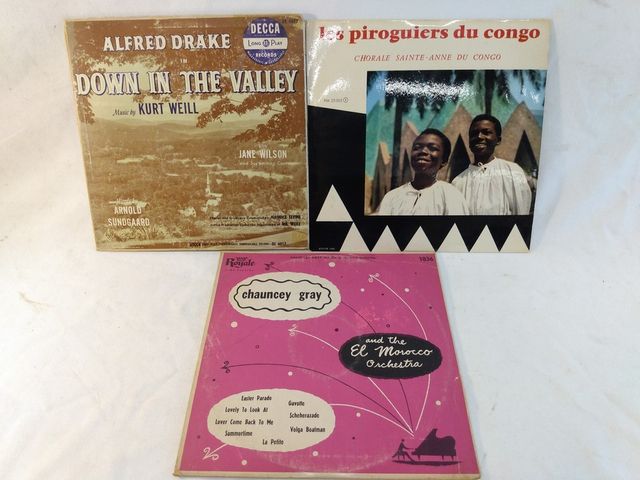 ALFRED DRAKE
IN
DOWN IN THE VALLEY
Music by KURT WEILL
JANE WILSON
ARNOLD
SUNDGAARD
DECCA
LONG PLAY
RECORDS
les piroguiers du congo
CHORALE SAINTE-ANNE DU CONGO
Royale
1836
chauncey gray
and the
El Morocco
Orchestra
Easter Parade
Lovely To Look At
Lover Come Back To Me
Summertime
La Petite
Gavotte
Scheherazade
Volga Boatman